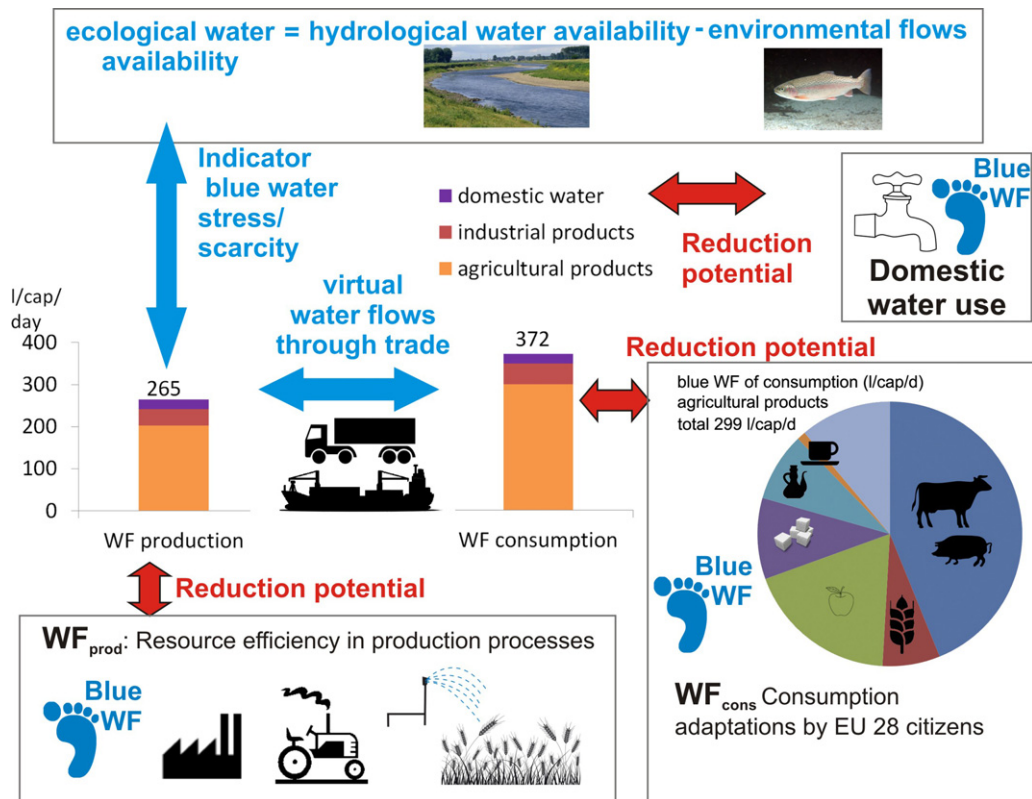 ecological water = hydrological water availability - environmental flows
availability
Indicator
blue water
stress/
scarcity
domestic water
industrial products
agricultural products
Reduction
potential
Blue
WF
Domestic
water use
virtual
water flows
through trade
l/cap/
day
400
300
200
100
0
265
372
WF production
WF consumption
Reduction potential
blue WF of consumption (l/cap/d)
agricultural products
total 299 l/cap/d
Blue
WF
WFcons Consumption
adaptations by EU 28 citizens
Reduction potential
WFprod: Resource efficiency in production processes
Blue
WF